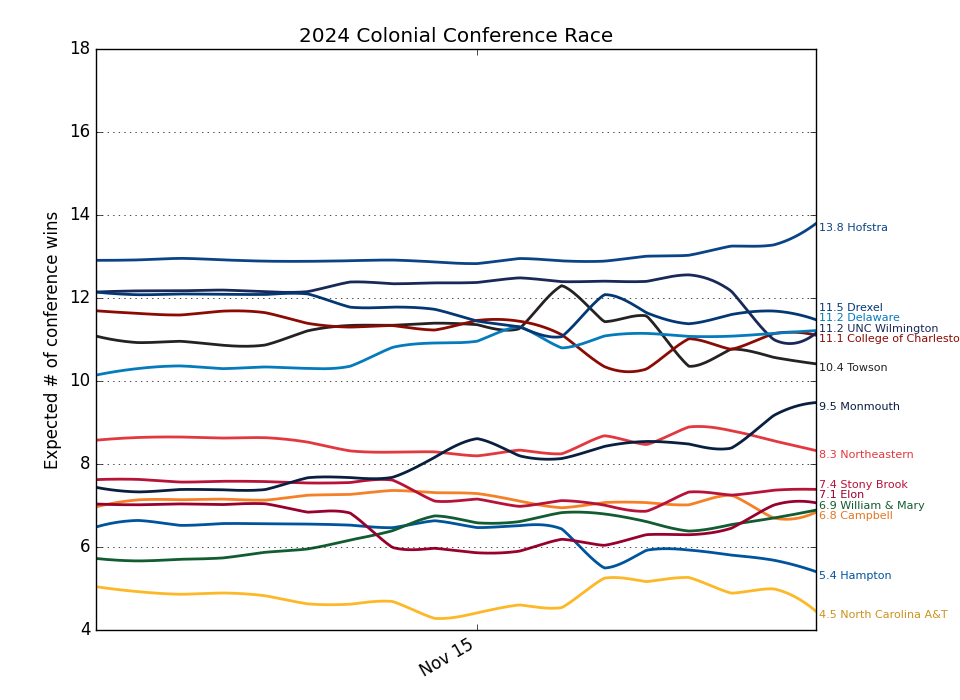 2024 Colonial Conference Race
Expected # of conference wins
18
16
14
12
10
8
6
4
Nov 15
13.8 Hofstra
11.5 Drexel
11.2 Delaware
11.2 UNC Wilmington
11.1 College of Charlesto
10.4 Towson
9.5 Monmouth
8.3 Northeastern
7.4 Stony Brook
7.1 Elon
6.9 William & Mary
6.8 Campbell
5.4 Hampton
4.5 North Carolina A&T